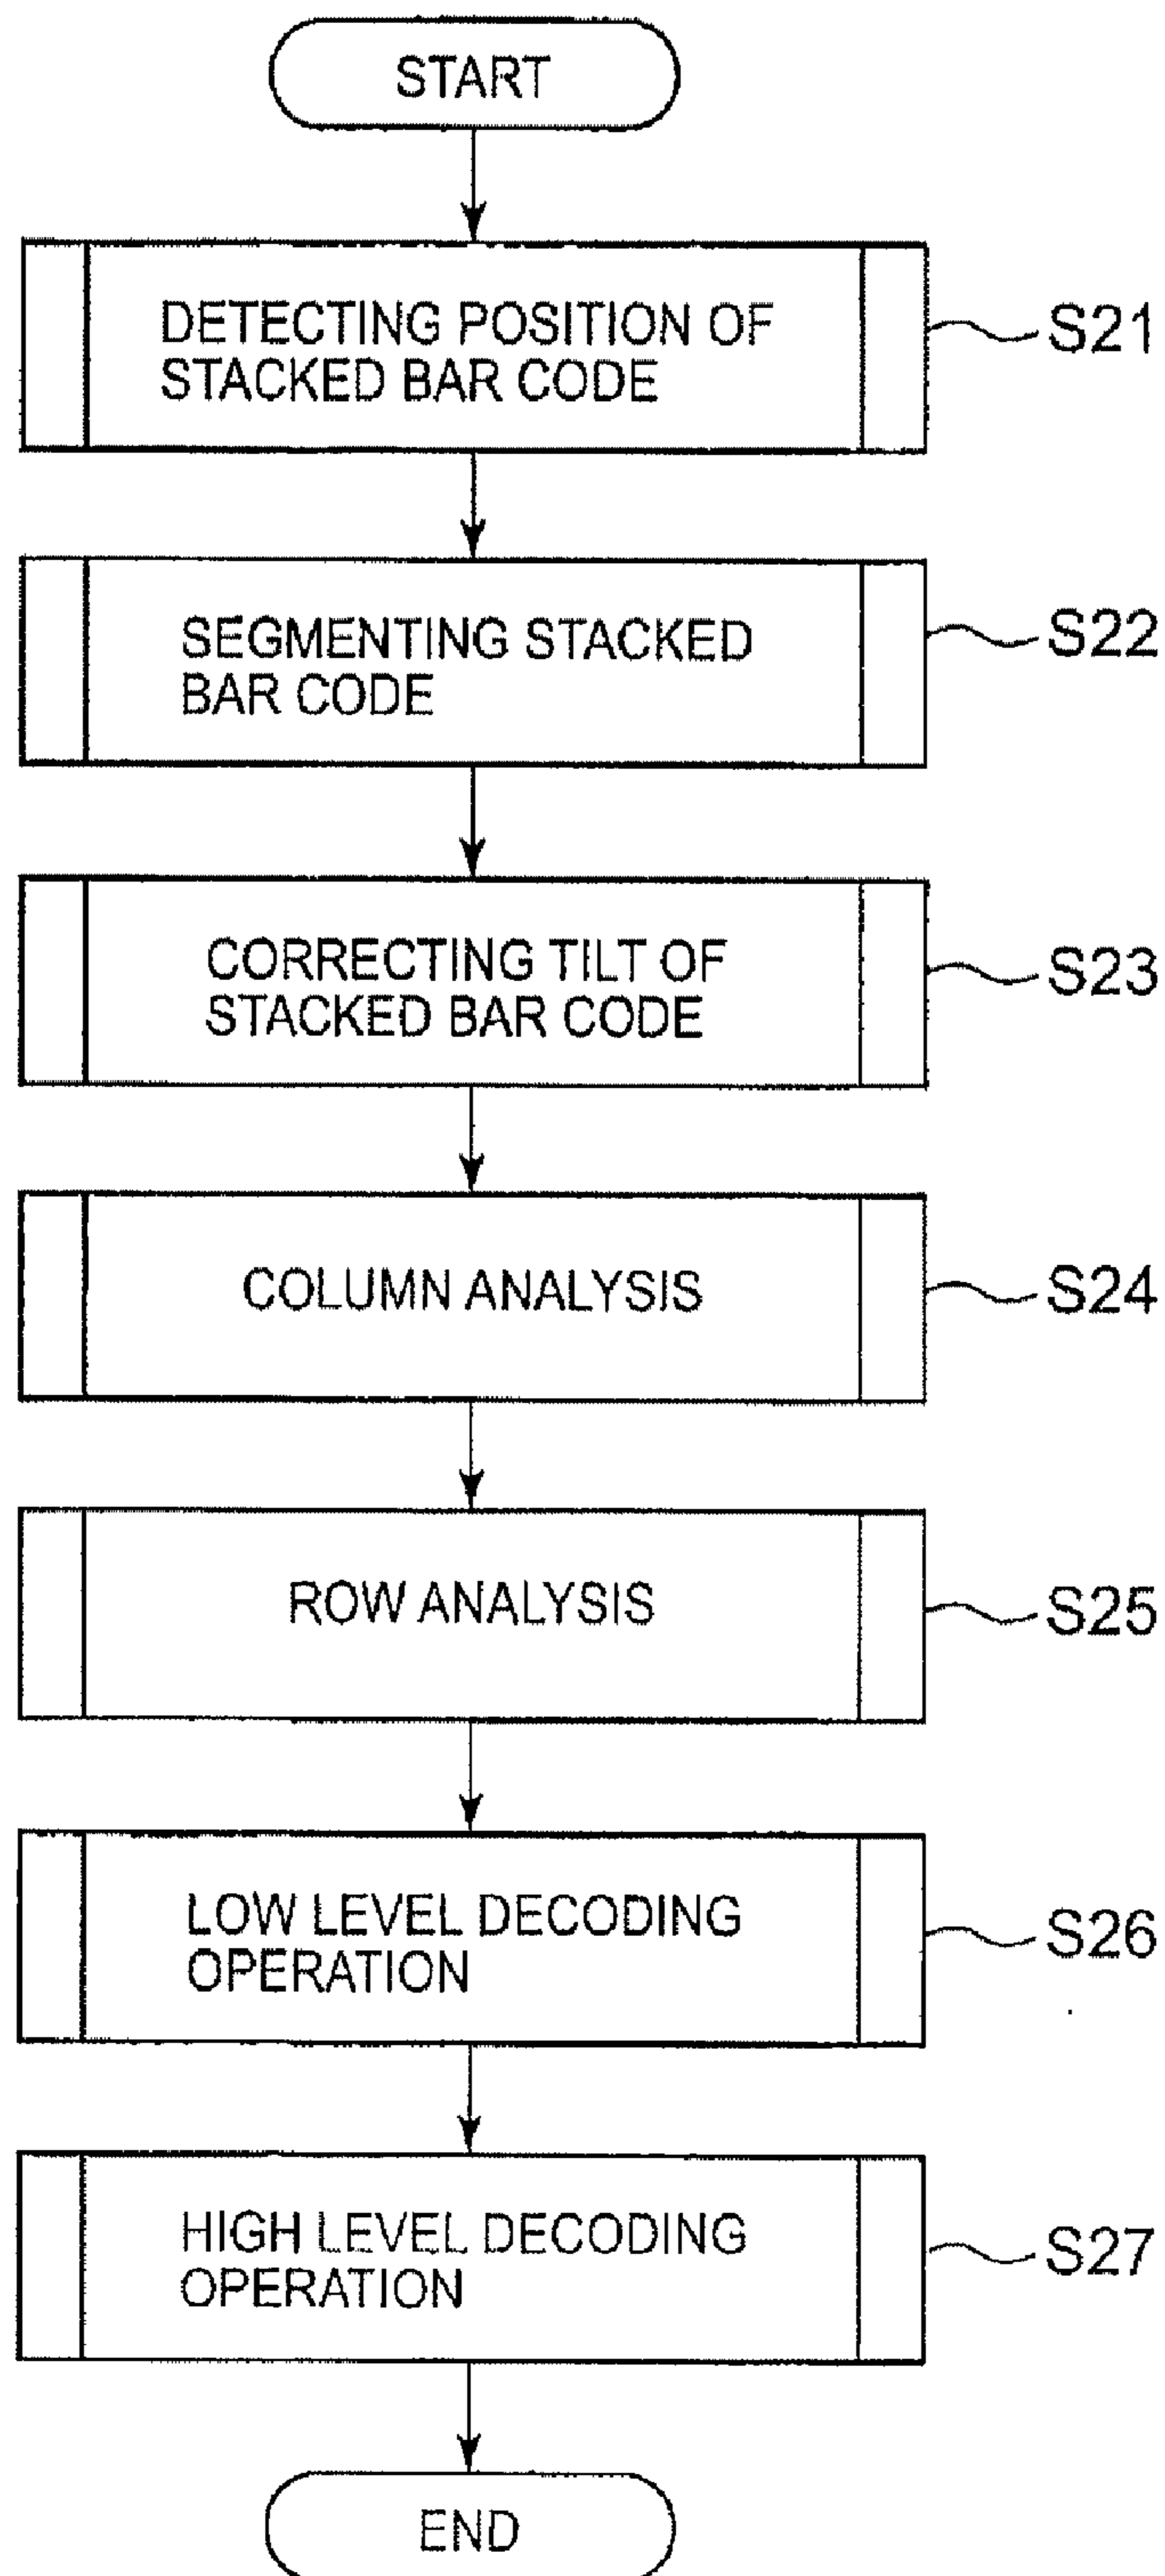 START
DETECTING POSITION OF
STACKED BAR CODE
S21
SEGMENTING STACKED
BAR CODE
S22
CORRECTING TILT OF
STACKED BAR CODE
S23
COLUMN ANALYSIS
S24
ROW ANALYSIS
S25
LOW LEVEL DECODING
OPERATION
S26
HIGH LEVEL DECODING
OPERATION
S27
END